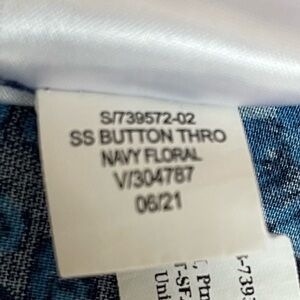 S/739572-02
SS BUTTON THRO
NAVY FLORAL
V/304787
06/21